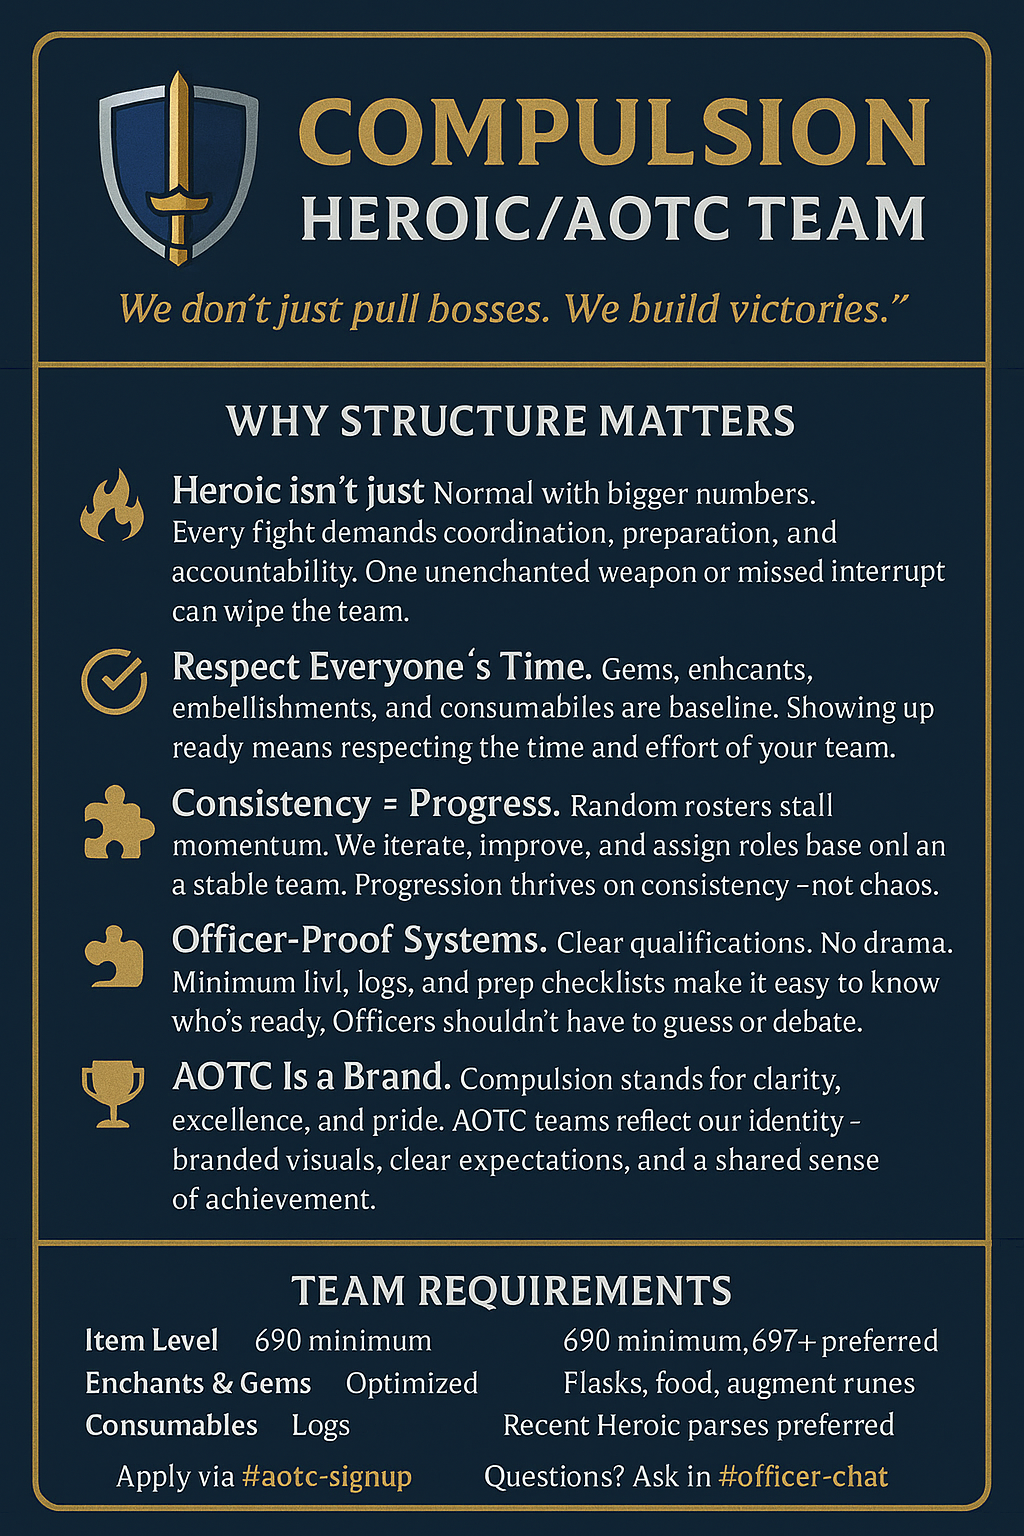 COMPULSION
HEROIC/AOTC TEAM
We don't just pull bosses. We build victories.”
WHY STRUCTURE MATTERS
Heroic isn’t just Normal with bigger numbers.
Every fight demands coordination, preparation, and
accountability. One unenchanted weapon or missed interrupt
can wipe the team.
Respect Everyone‘s Time. Gems, enhcants,
embellishments, and consumabiles are baseline. Showing up
ready means respecting the time and effort of your team.
Consistency = Progress. Random rosters stall
momentum. We iterate, improve, and assign roles base onl an
a stable team. Progression thrives on consistency –not chaos.
Officer-Proof Systems. Clear qualifications. No drama.
Minimum livl, logs, and prep checklists make it easy to know
who’s ready, Officers shouldn’t have to guess or debate.
AOTC Is a Brand. Compulsion stands for clarity,
excellence, and pride. AOTC teams reflect our identity –
branded visuals, clear expectations, and a shared sense
of achievement.
TEAM REQUIREMENTS
Item Level 690 minimum 690 minimum, 697+ preferred
Enchants & Gems Optimized Flasks, food, augment runes
Consumables Logs Recent Heroic parses preferred
Apply via #aotc-signup Questions? Ask in #officer-chat